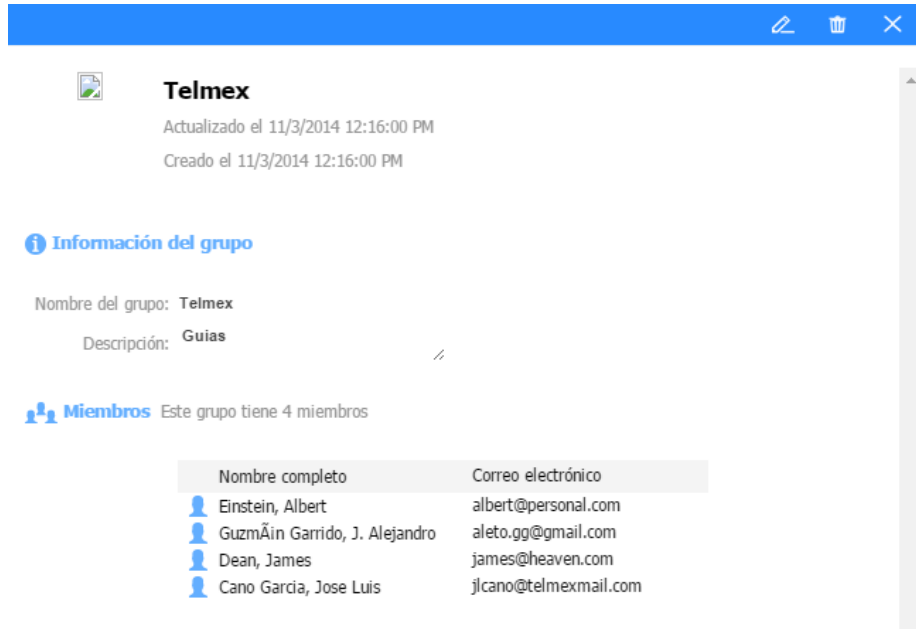 Telmex
Actualizado el 11/3/2014 12:16:00 PM
Creado el 11/3/2014 12:16:00 PM
Información del grupo
Nombre del grupo: Telmex
Descripción: Guias
Miembros Este grupo tiene 4 miembros
Nombre completo Correo electrónico
Einstein, Albert albert@personal.com
GuzmÃin Garrido, J. Alejandro aleto.gg@gmail.com
Dean, James james@heaven.com
Cano Garcia, Jose Luis jlcano@telmexmail.com